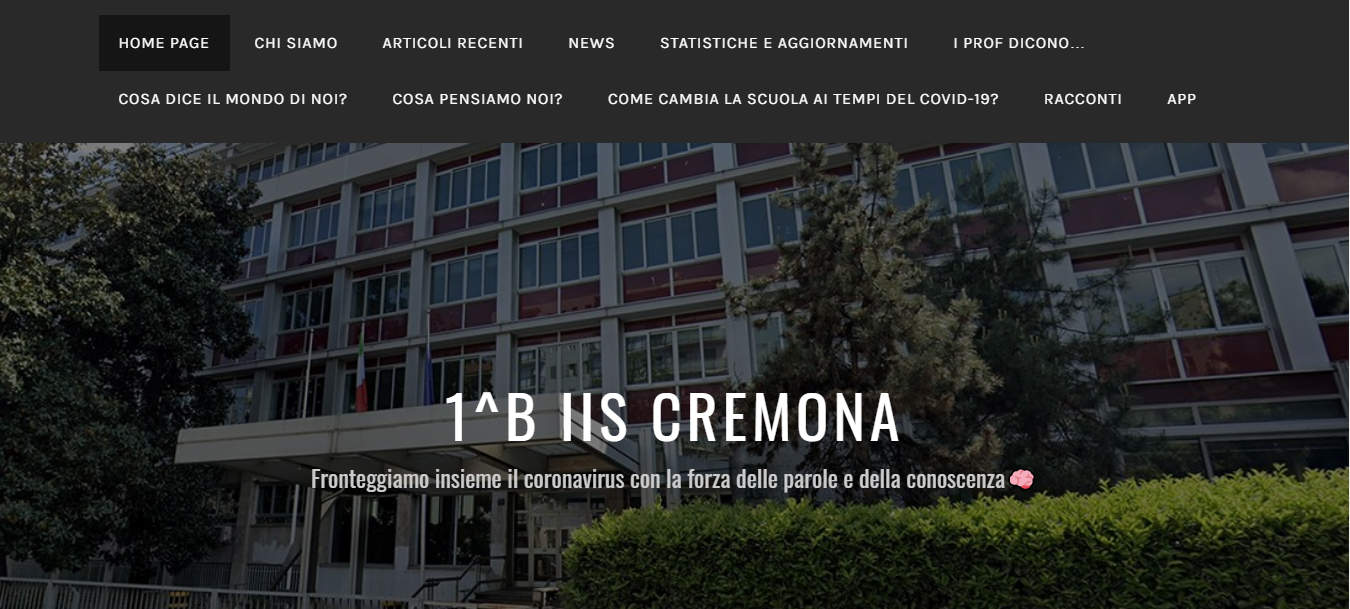 HOME PAGE CHI SIAMO ARTICOLI RECENTI NEWS STATISTICHE E AGGIORNAMENTI I PROF DICONO...
COSA DICE IL MONDO DI NOI? COSA PENSIAMO NOI? COME CAMBIA LA SCUOLA AI TEMPI DEL COVID-19? RACCONTI APP
1^B IIS CREMONA
Fronteggiamo insieme il coronavirus con la forza delle parole e della conoscenza🧠